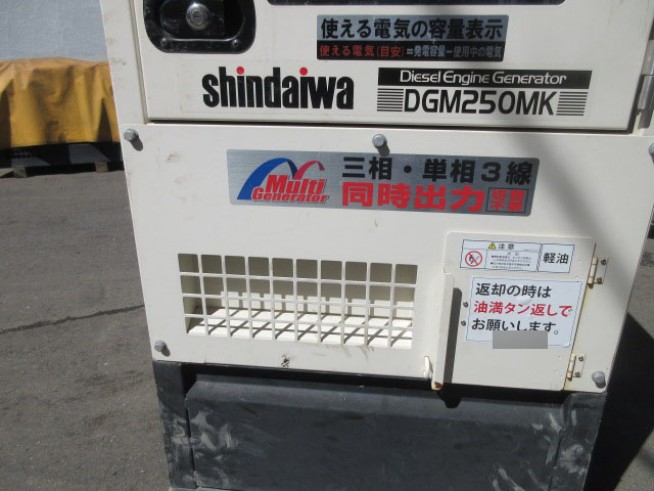 使える電気の容量表示
使える電気(目安)=発電容量-使用中の電気
shindaiwa
Diesel Engine Generator
DGM250MK
Multi
Generator
三相・単相3線
同時出力
注意
軽油
返却の時は
油満タン返しで
お願いします。